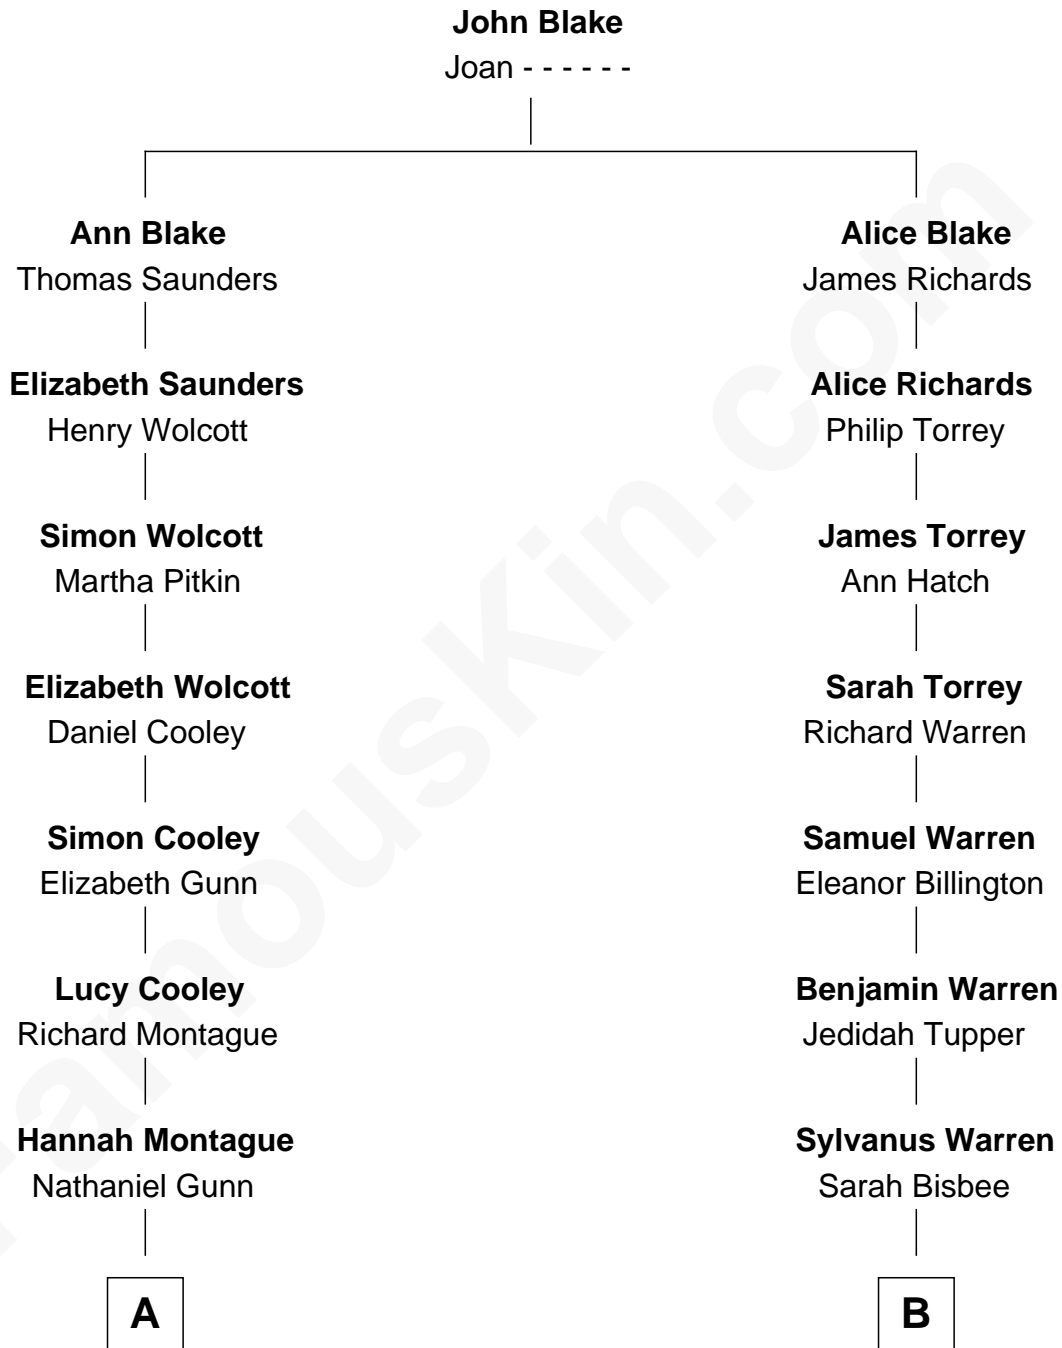 John Blake
Joan - - - - - -
Ann Blake
Thomas Saunders
Elizabeth Saunders
Henry Wolcott
Simon Wolcott
Martha Pitkin
Elizabeth Wolcott
Daniel Cooley
Simon Cooley
Elizabeth Gunn
Lucy Cooley
Richard Montague
Hannah Montague
Nathaniel Gunn
A
Alice Blake
James Richards
Alice Richards
Philip Torrey
James Torrey
Ann Hatch
Sarah Torrey
Richard Warren
Samuel Warren
Eleanor Billington
Benjamin Warren
Jedidah Tupper
Sylvanus Warren
Sarah Bisbee
B
FamousKin.com